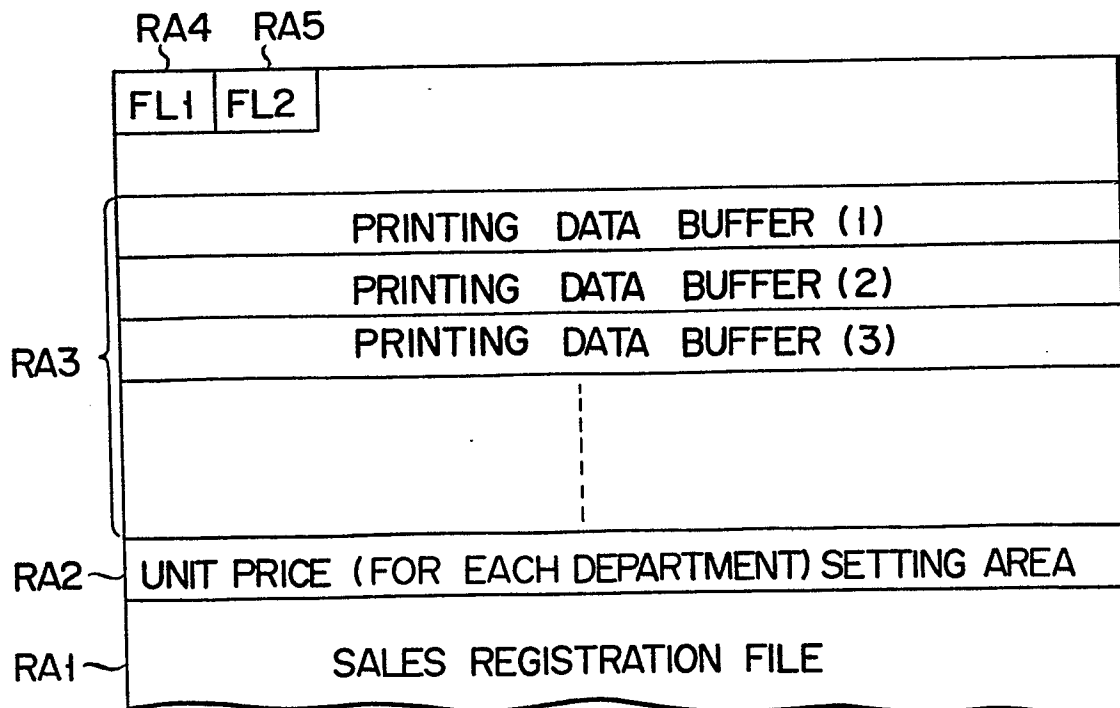 RA4 RA5
FL1 FL2
PRINTING DATA BUFFER (1)
PRINTING DATA BUFFER (2)
RA3 PRINTING DATA BUFFER (3)
RA2 UNIT PRICE (FOR EACH DEPARTMENT) SETTING AREA
RA1 SALES REGISTRATION FILE